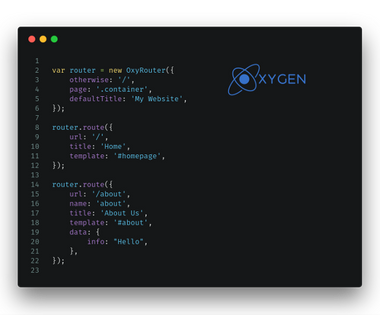 1
2 var router = new OxyRouter({
3 otherwise: '/',
4 page: '.container',
5 defaultTitle: 'My Website',
6 });
7
8 router.route({
9 url: '/',
10 title: 'Home',
11 template: '#homepage',
12 });
13
14 router.route({
15 url: '/about',
16 name: 'about',
17 title: 'About Us',
18 template: '#about',
19 data: {
20 info: "Hello",
21 },
22 });
23
OXYGEN